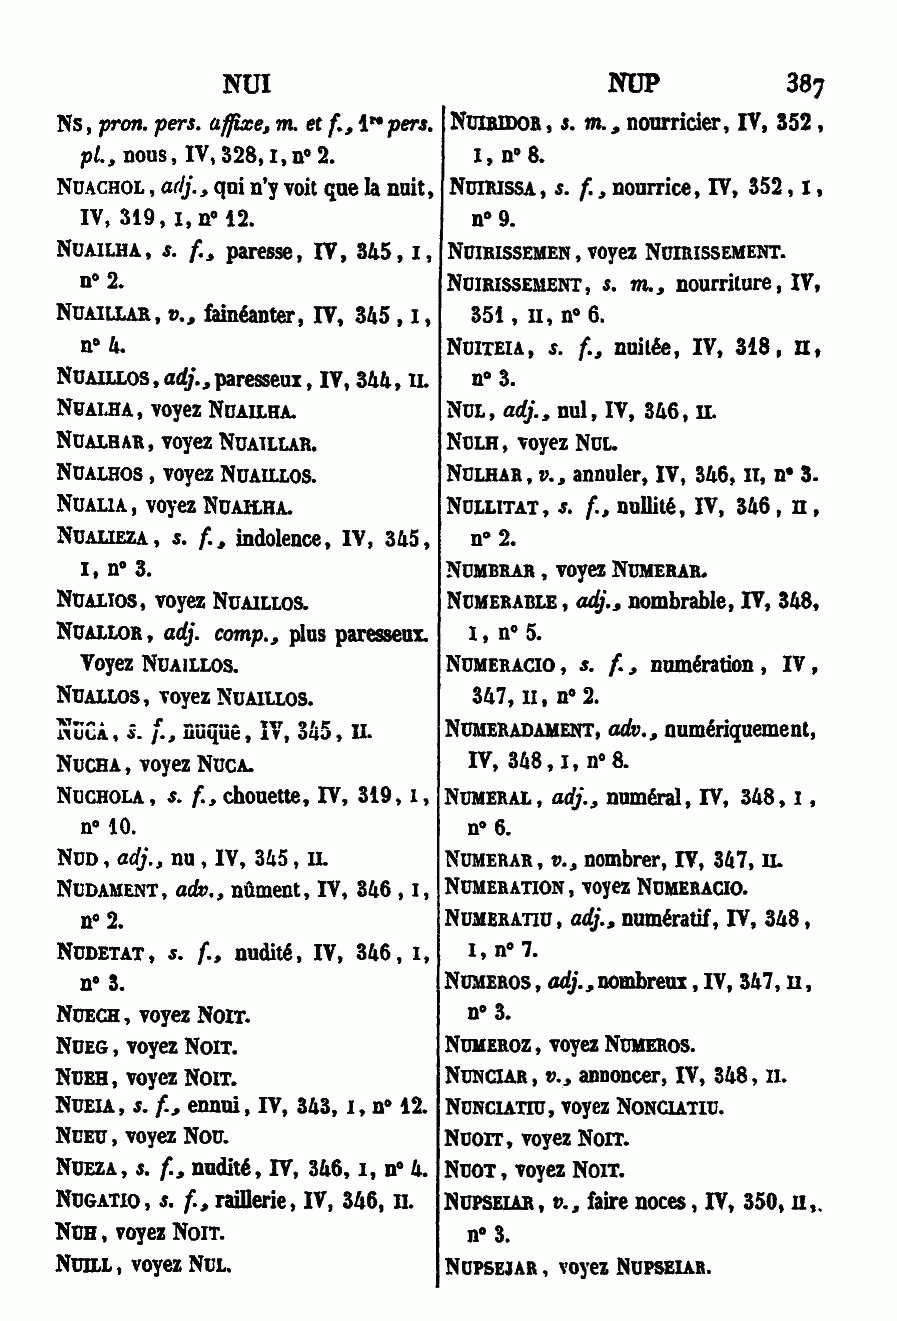 NUI NUP 387
Ns, pron. pers. affixe, m. et f., 1re pers.
pl., nous, IV, 328, I, n° 2.
Nuachol, adj., qui n'y voit que la nuit,
IV, 319, I, n° 12.
Nuailha, s. f., paresse, IV, 345, I,
n° 2.
Nuaillar, v., fainéanter, IV, 345, I,
n° 4.
Nuaillos, adj., paresseux, IV, 344, II.
Nualha, voyez Nuailha.
Nualhar, voyez Nuaillar.
Nualhos, voyez Nuaillos.
Nualia, voyez Nuailha.
Nualieza, s. f., indolence, IV, 345,
I, n° 3.
Nualios, voyez Nuaillos.
Nuallor, adj. comp., plus paresseux.
Voyez Nuaillos.
Nuallos, voyez Nuaillos.
Nuca, s. f., nuque, IV, 345, II.
Nucha, voyez Nuca.
Nuchola, s. f., chouette, IV, 319, I,
n° 10.
Nud, adj., nu, IV, 345, II.
Nudament, adv., nûment, IV, 346, I,
n° 2.
Nudetat, s. f., nudité, IV, 346, I,
n° 3.
Nuech, voyez Noit.
Nueg, voyez Noit.
Nueh, voyez Noit.
Nueia, s. f., ennui, IV, 343, I, n° 12.
Nueu, voyez Nou.
Nueza, s. f., nudité, IV, 346, I, n° 4.
Nugatio, s. f., raillerie, IV, 346, II.
Nuh, voyez Noit.
Nuill, voyez Nul.
Nuiridor, s. m., nourricier, IV, 352,
I, n° 8.
Nuirissa, s. f., nourrice, IV, 352, I,
n° 9.
Nuirissemen, voyez Nuirissement.
Nuirissement, s. m., nourriture, IV,
351, II, n° 6.
Nuiteia, s. f., nuitée, IV, 318, II,
n° 3.
Nul, adj., nul, IV, 346, II.
Nulh, voyez Nul.
Nulhar, v., annuler, IV, 346, II, n° 3.
Nullitat, s. f., nullité, IV, 346, II,
n° 2.
Numbrar, voyez Numerar.
Numerable, adj., nombrable, IV, 348,
I, n° 5.
Numeracio, s. f., numération, IV,
347, II, n° 2.
Numeradament, adv., numériquement,
IV, 348, I, n° 8.
Numeral, adj., numéral, IV, 348, I,
n° 6.
Numerar, v., nombrer, IV, 347, II.
Numeration, voyez Numeracio.
Numeratiu, adj., numératif, IV, 348,
I, n° 7.
Numeros, adj., nombreux, IV, 347, II,
n° 3.
Numeroz, voyez Numeros.
Nunciar, v., annoncer, IV, 348, II.
Nunciatiu, voyez Nonciatiu.
Nuoit, voyez Noit.
Nuot, voyez Noit.
Nupseiar, v., faire noces, IV, 350, II,.
n° 3.
Nupsejar, voyez Nupseiar.